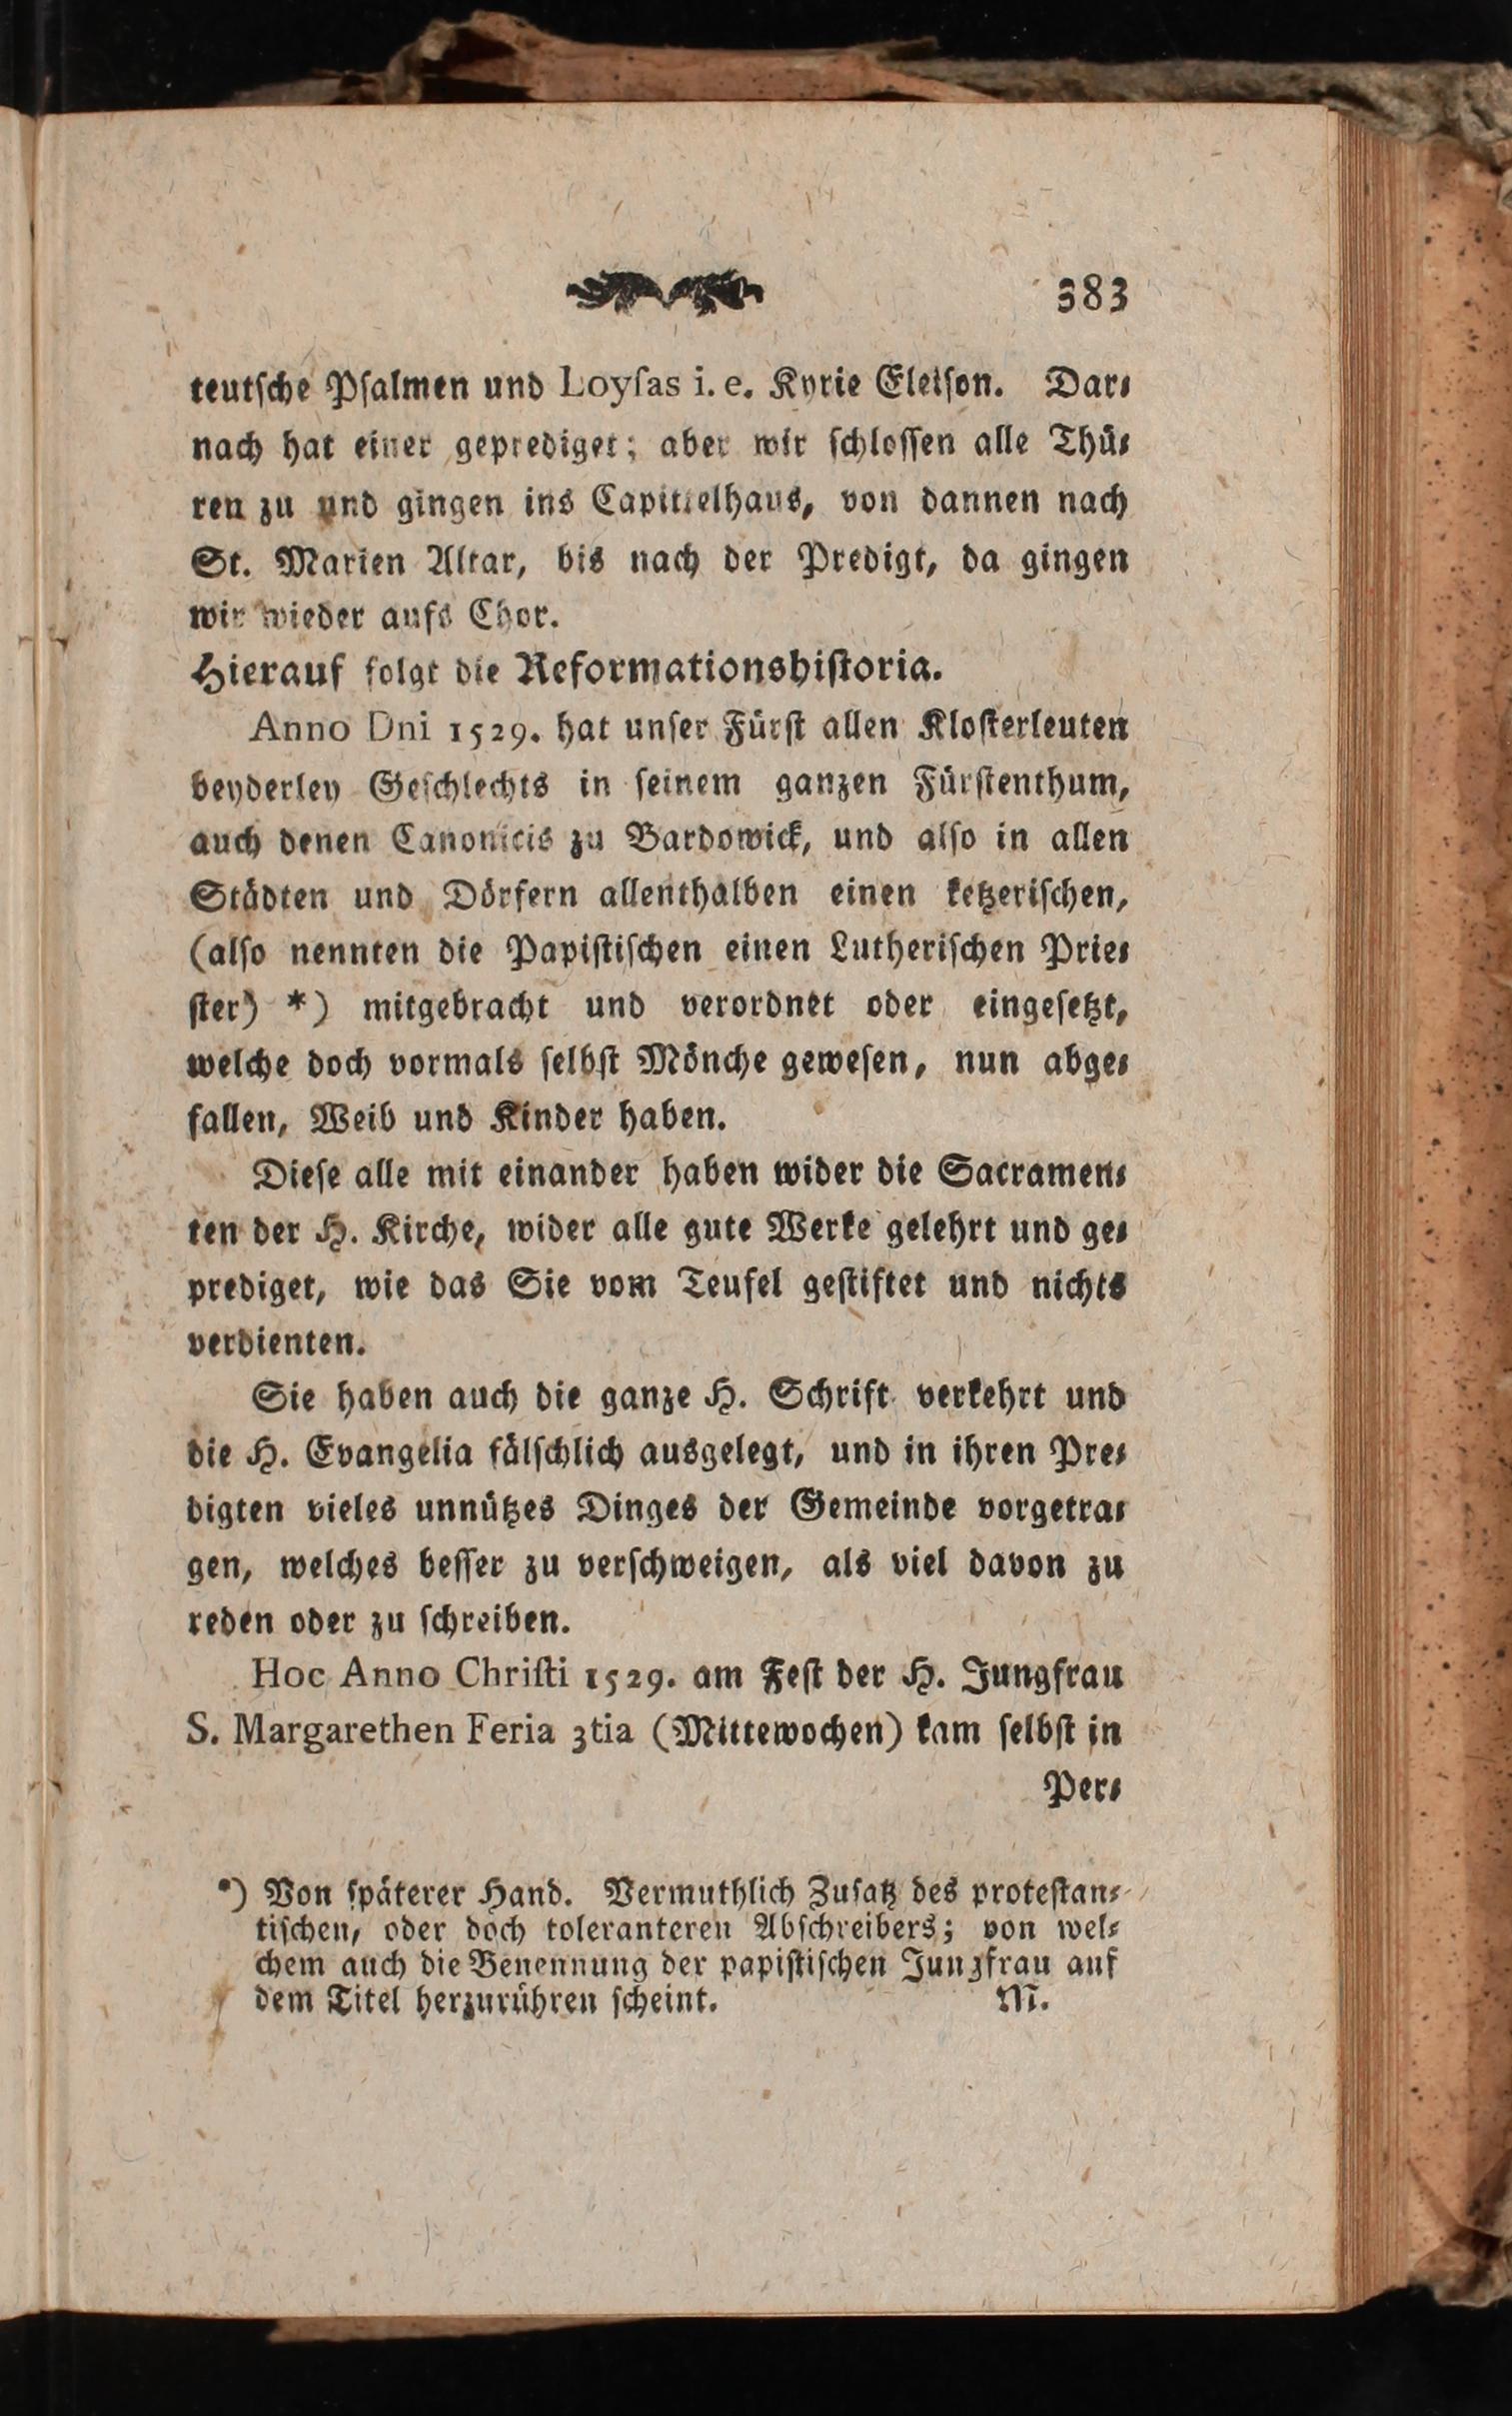 383
teutsche Psalmen und Loyſas i. e. Kyrie Eleison. Dar-
nach hat einer geprediget; aber wir schlossen alle Thü-
ren zu und gingen ins Capittelhaus, von dannen nach
St. Marien Altar, bis nach der Predigt, da gingen
wir wieder aufs Chor.
Hierauf folgt die Reformationshistoria.
Anno Dni 1529. hat unser Fürst allen Klosterleuten
beyderley Geschlechts in seinem ganzen Fürstenthum,
auch denen Canonicis zu Bardowick, und also in allen
Städten und Dörfern allenthalben einen ketzerischen,
(also nennten die Papistischen einen Lutherischen Prie-
ster) *) mitgebracht und verordnet oder eingesetzt,
welche doch vormals selbst Mönche gewesen, nun abge-
fallen, Weib und Kinder haben.
Diese alle mit einander haben wider die Sacramen-
ten der H. Kirche, wider alle gute Werke gelehrt und ge-
prediget, wie das Sie vom Teufel gestiftet und nichts
verdienten.
Sie haben auch die ganze H. Schrift verkehrt und
die H. Evangelia fälschlich ausgelegt, und in ihren Pre-
digten vieles unnützes Dinges der Gemeinde vorgetra-
gen, welches besser zu verschweigen, als viel davon zu
reden oder zu schreiben.
Hoc Anno Chriſti 1529. am Fest der H. Jungfrau
S. Margarethen Feria 3tia (Mittewochen) kam selbst in
Per-
*) Von späterer Hand. Vermuthlich Zusatz des protestan-
tischen, oder doch toleranteren Abschreibers; von wel-
chem auch die Benennung der papistischen Jungfrau auf
dem Titel herzurühren scheint. M.